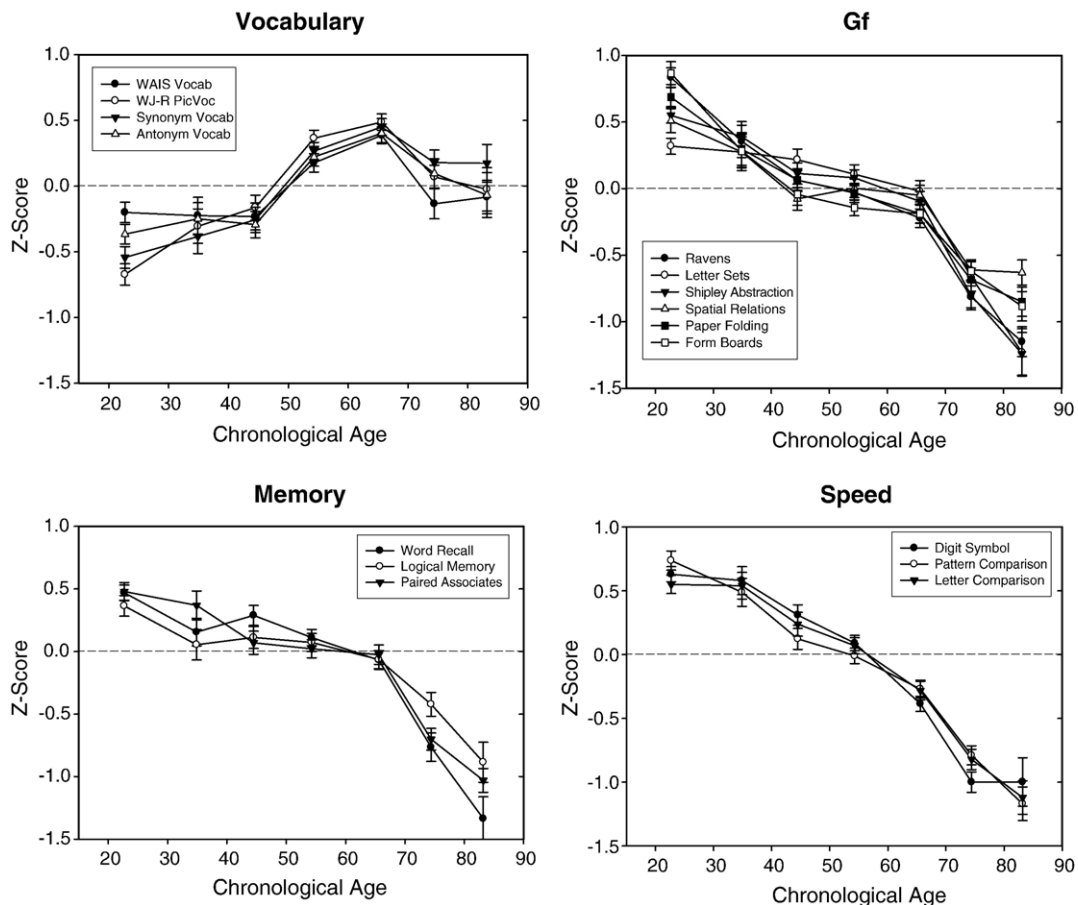 Vocabulary
1.0
0.5
0.0
-0.5
-1.0
-1.5
Z-Score
WAIS Vocab
WJ-R PicVoc
Synonym Vocab
Antonym Vocab
20 30 40 50 60 70 80 90
Chronological Age
Gf
1.0
0.5
0.0
-0.5
-1.0
-1.5
Z-Score
Ravens
Letter Sets
Shipley Abstraction
Spatial Relations
Paper Folding
Form Boards
20 30 40 50 60 70 80 90
Chronological Age
Memory
1.0
0.5
0.0
-0.5
-1.0
-1.5
Z-Score
Word Recall
Logical Memory
Paired Associates
20 30 40 50 60 70 80 90
Chronological Age
Speed
1.0
0.5
0.0
-0.5
-1.0
-1.5
Z-Score
Digit Symbol
Pattern Comparison
Letter Comparison
20 30 40 50 60 70 80 90
Chronological Age